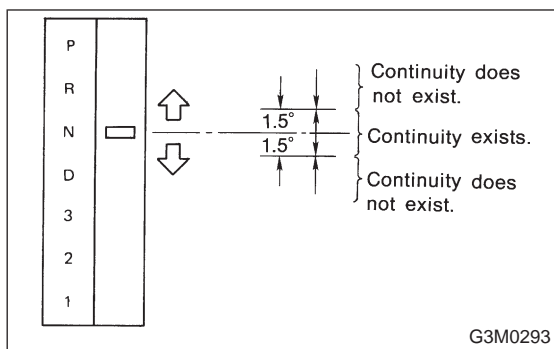 P
R
N
D
3
2
1
1.5°
1.5°
Continuity does
not exist.
Continuity exists.
Continuity does
not exist.
G3M0293